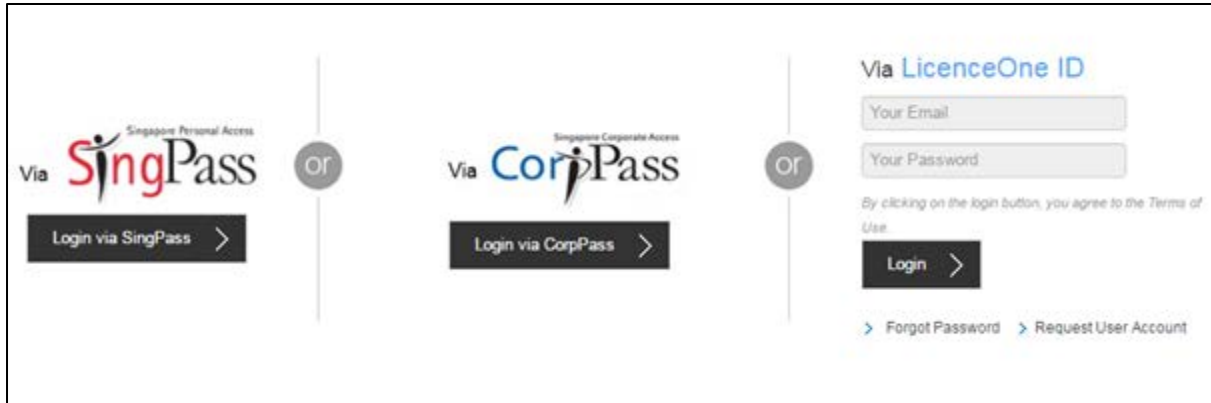 Via
Singapore Personal Access
SingPass
Login via SingPass
or
Via
Singapore Corporate Access
CorpPass
Login via CorpPass
or
Via LicenceOne ID
Your Email
Your Password
By clicking on the login button, you agree to the Terms of
Use.
Login
Forgot Password
Request User Account